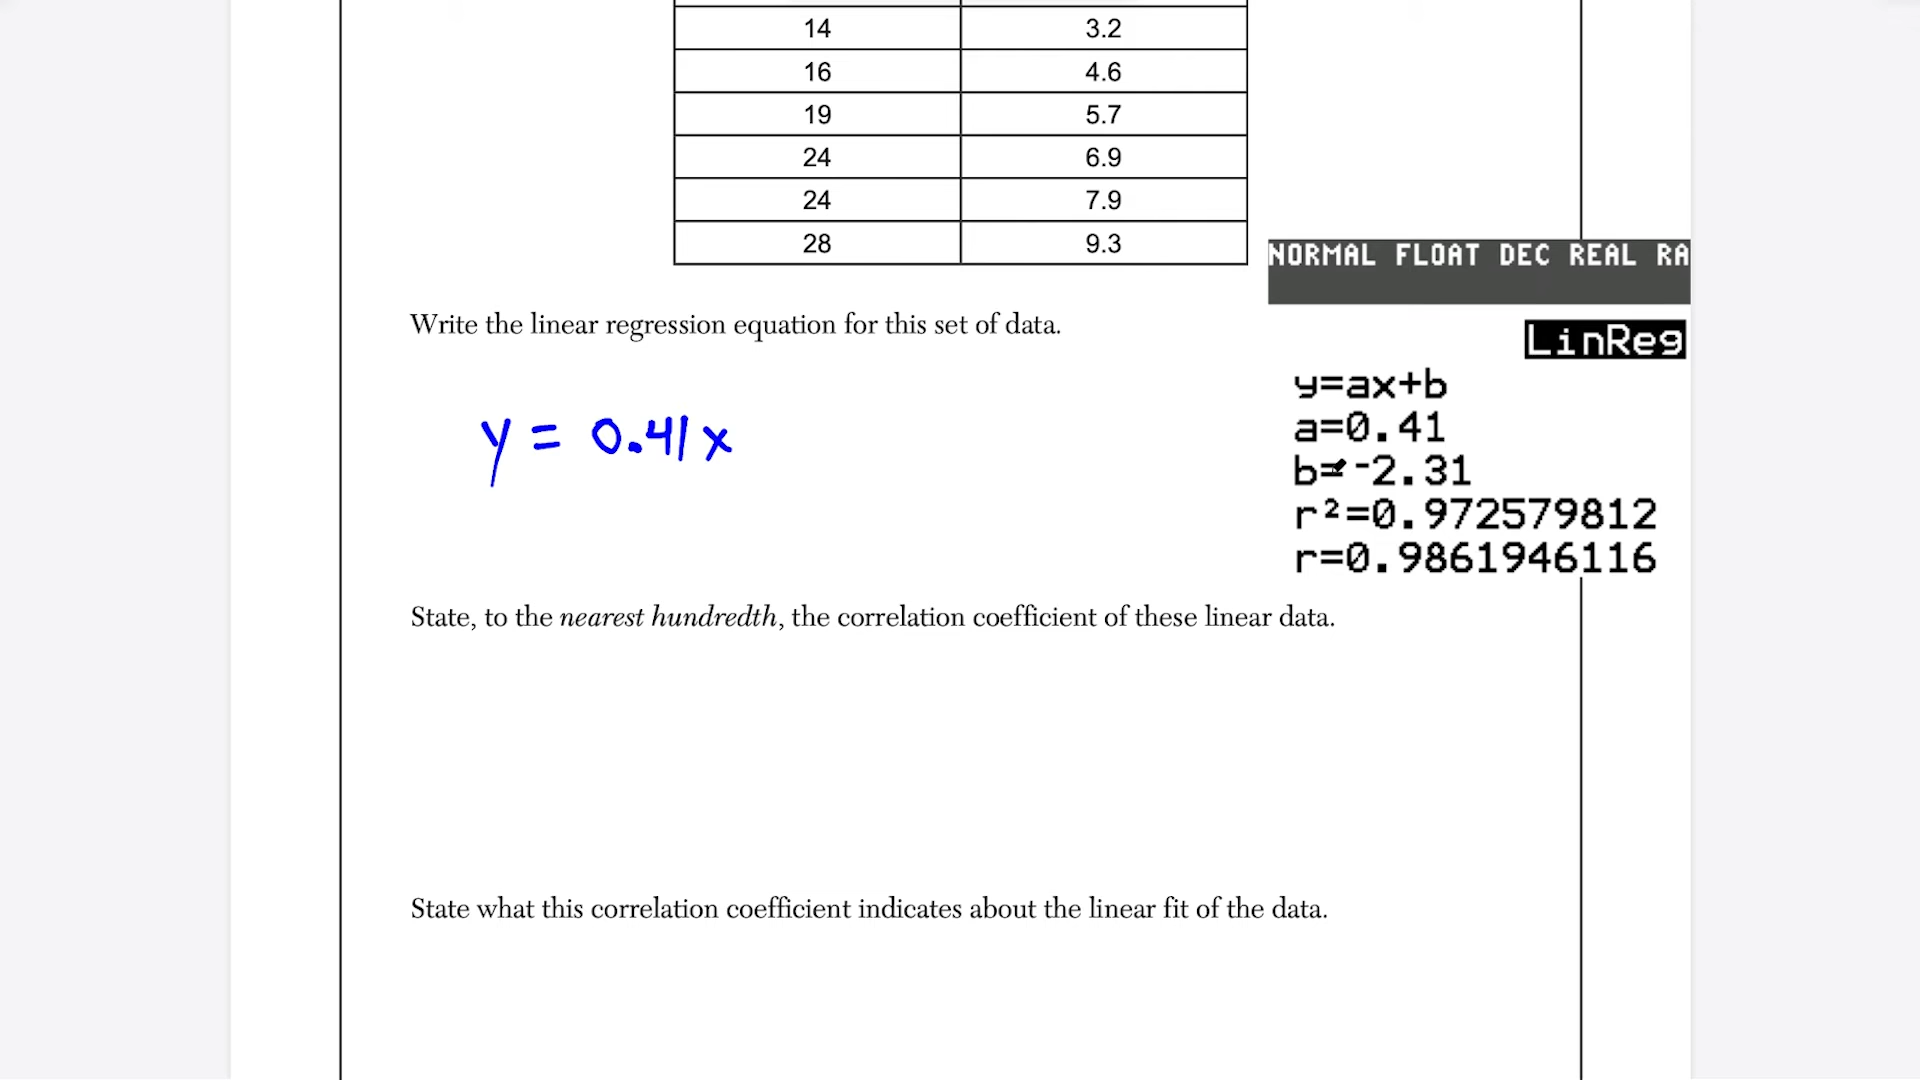 14 3.2
16 4.6
19 5.7
24 6.9
24 7.9
28 9.3
NORMAL FLOAT DEC REAL RA
LinReg
Write the linear regression equation for this set of data.
y=ax+b
y = 0.41x
a=0.41
b=-2.31
r²=0.972579812
r=0.9861946116
State, to the nearest hundredth, the correlation coefficient of these linear data.
State what this correlation coefficient indicates about the linear fit of the data.